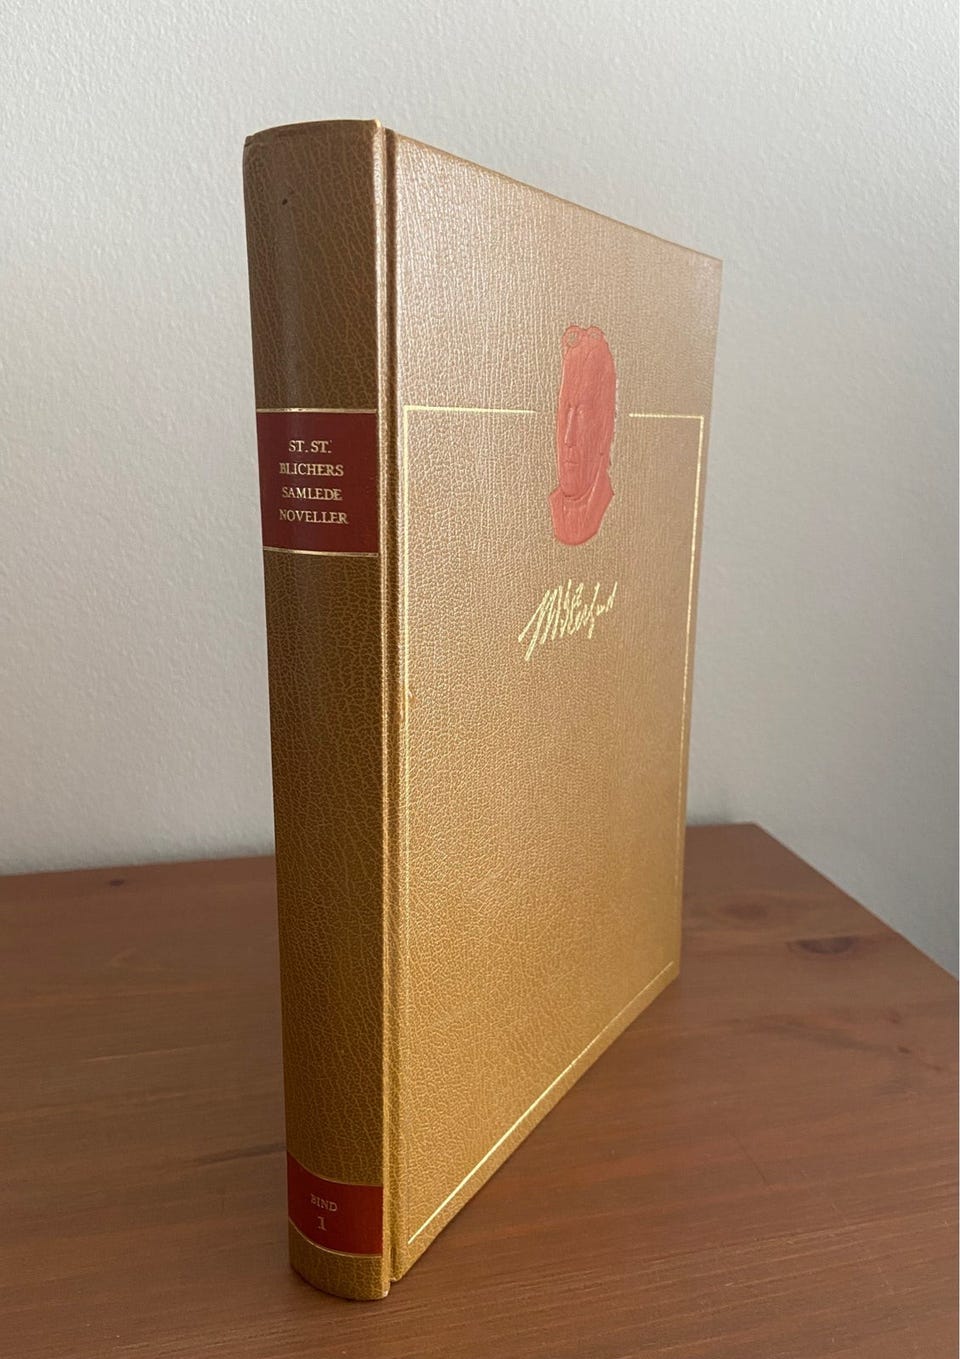 ST. ST.
BLICHERS
SAMLEDE
NOVELLER
BIND
1